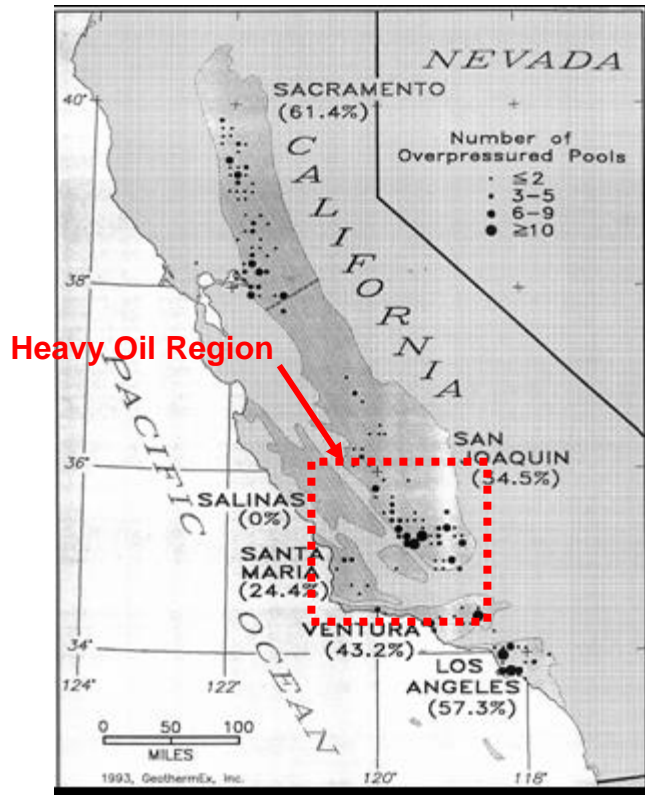 NEVADA
40°
SACRAMENTO
(61.4%)
Number of
Overpressured Pools
≤2
3-5
6-9
≥10
CALIFORNIA
38°
Heavy Oil Region
PACIFIC
OCEAN
SAN
JOAQUIN
(34.5%)
36°
SALINAS
(0%)
SANTA
MARIA
(24.4%)
VENTURA
(43.2%)
34°
LOS
ANGELES
(57.3%)
124°
122°
0 50 100
MILES
120°
118°
1993, GeothermEx, Inc.